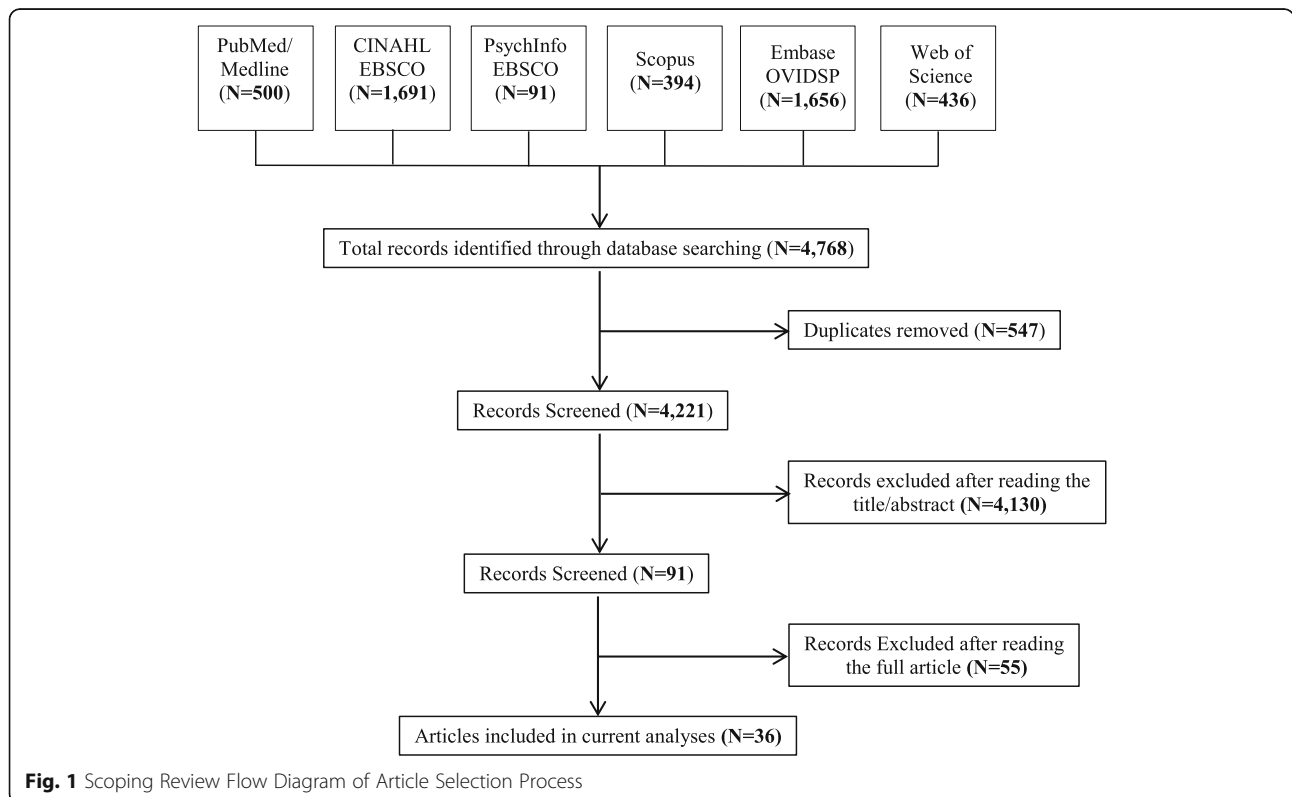 PubMed/
Medline
(N=500)
CINAHL
EBSCO
(N=1,691)
PsychInfo
EBSCO
(N=91)
Scopus
(N=394)
Embase
OVIDSP
(N=1,656)
Web of
Science
(N=436)
Total records identified through database searching (N=4,768)
Duplicates removed (N=547)
Records Screened (N=4,221)
Records excluded after reading the
title/abstract (N=4,130)
Records Screened (N=91)
Records Excluded after reading
the full article (N=55)
Articles included in current analyses (N=36)
Fig. 1 Scoping Review Flow Diagram of Article Selection Process